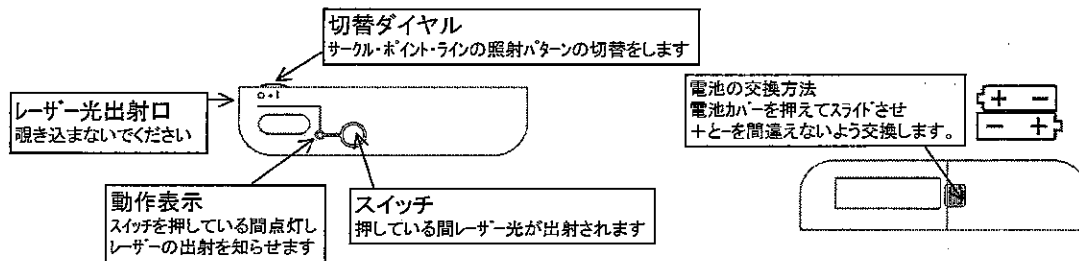 切替ダイヤル
サークル・ポイント・ラインの照射パターンの切替をします
レーザー光出射口
覗き込まないでください
動作表示
スイッチを押している間点灯し
レーザーの出射を知らせます
スイッチ
押している間レーザー光が出射されます
電池の交換方法
電池カバーを押えてスライドさせ
+と-を間違えないよう交換します。
+ -
- +